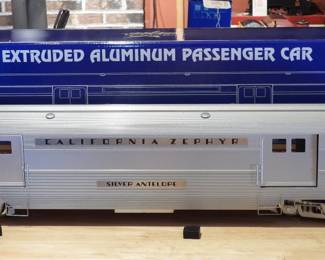 EXTRUDED ALUMINUM PASSENGER CAR
CALIFORNIA ZEPHYR
SILVER ANTELOPE